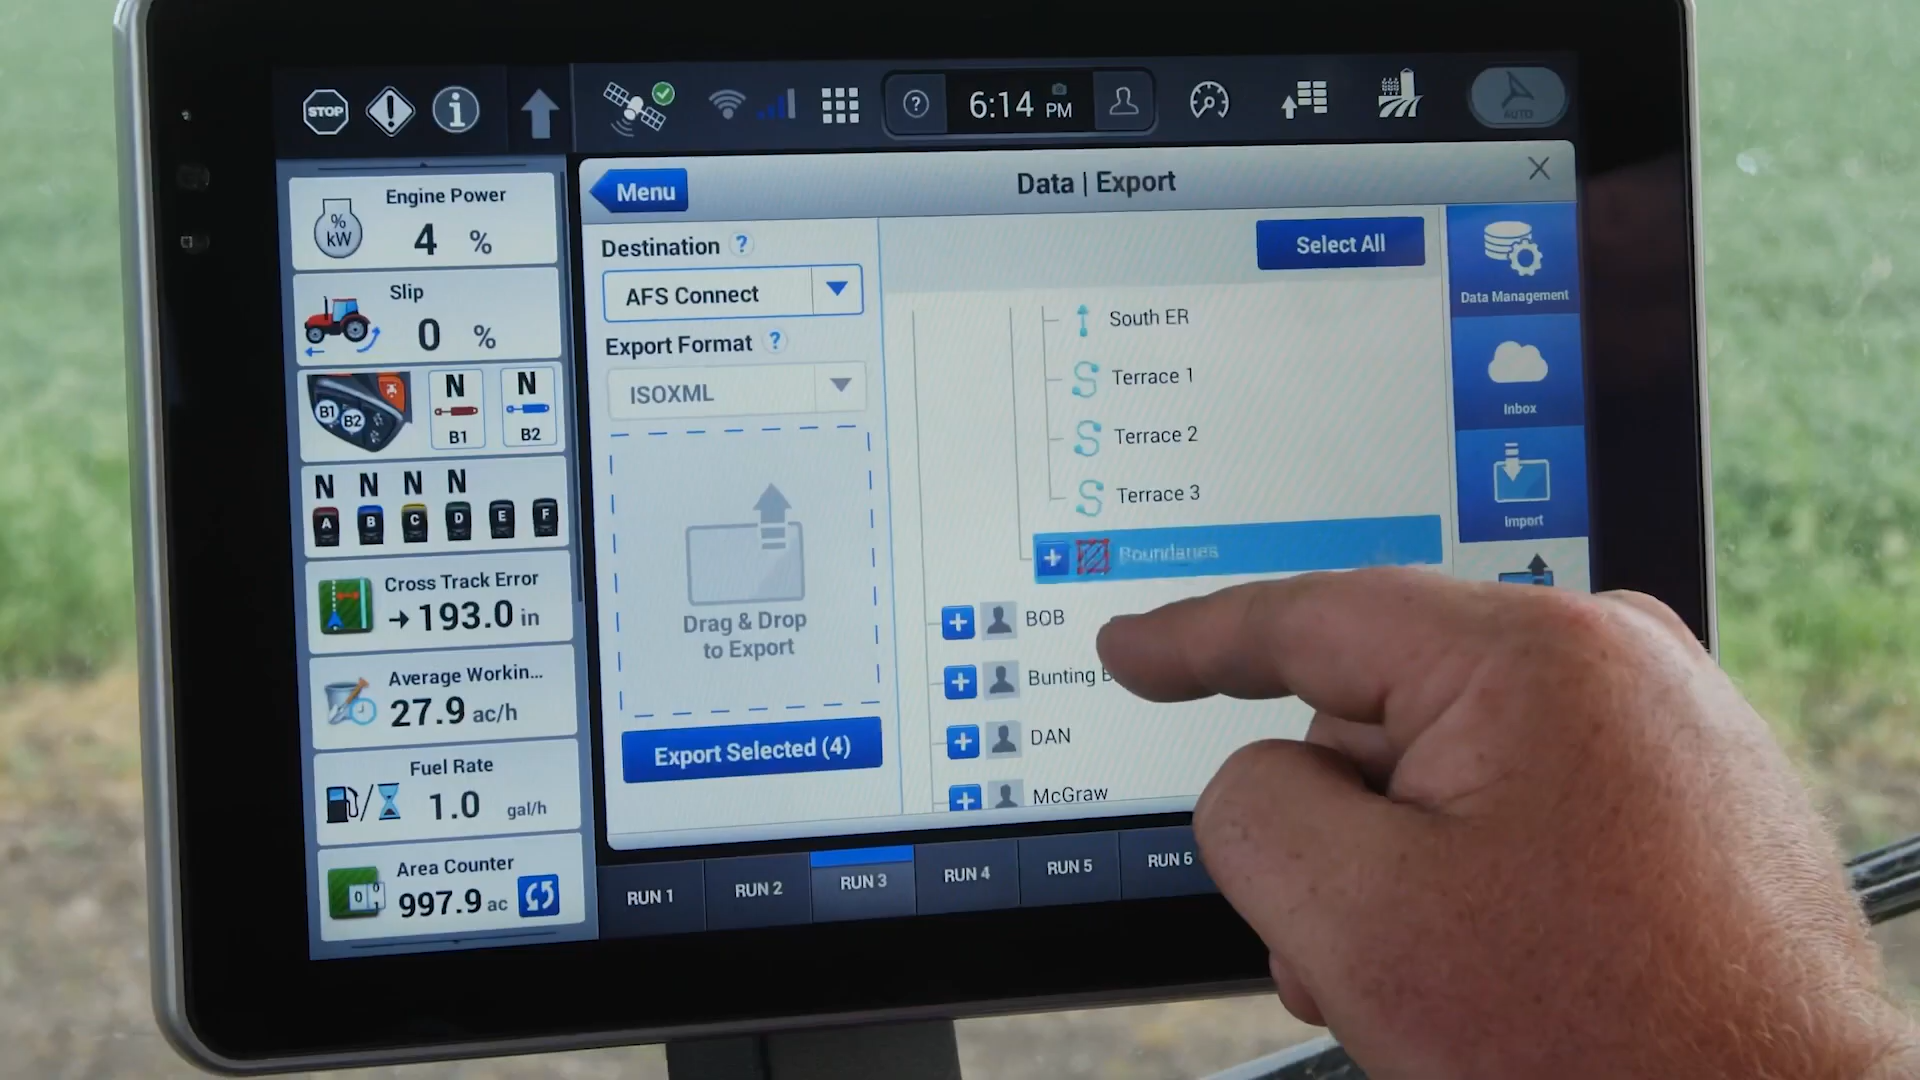 STOP
6:14 PM
AUTO
Engine Power
% kW
4 %
Slip
0 %
B1 B2
N N
B1 B2
N N N N
A B C D E F
Cross Track Error
193.0 in
Average Workin...
27.9 ac/h
Fuel Rate
1.0 gal/h
Area Counter
997.9 ac
Menu
Data | Export
Destination ?
AFS Connect
Export Format ?
ISOXML
Drag & Drop
to Export
Export Selected (4)
Select All
South ER
Terrace 1
Terrace 2
Terrace 3
Boundaries
BOB
Bunting
DAN
McGraw
Data Management
Inbox
Import
RUN 1
RUN 2
RUN 3
RUN 4
RUN 5
RUN 6